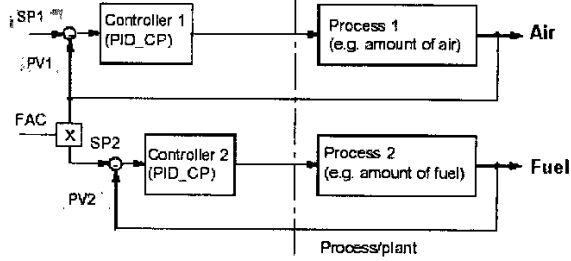 SP1
Controller 1
(PID_CP)
Process 1
(e.g. amount of air)
Air
PV1
FAC
X
SP2
Controller 2
(PID_CP)
Process 2
(e.g. amount of fuel)
Fuel
PV2
Process/plant